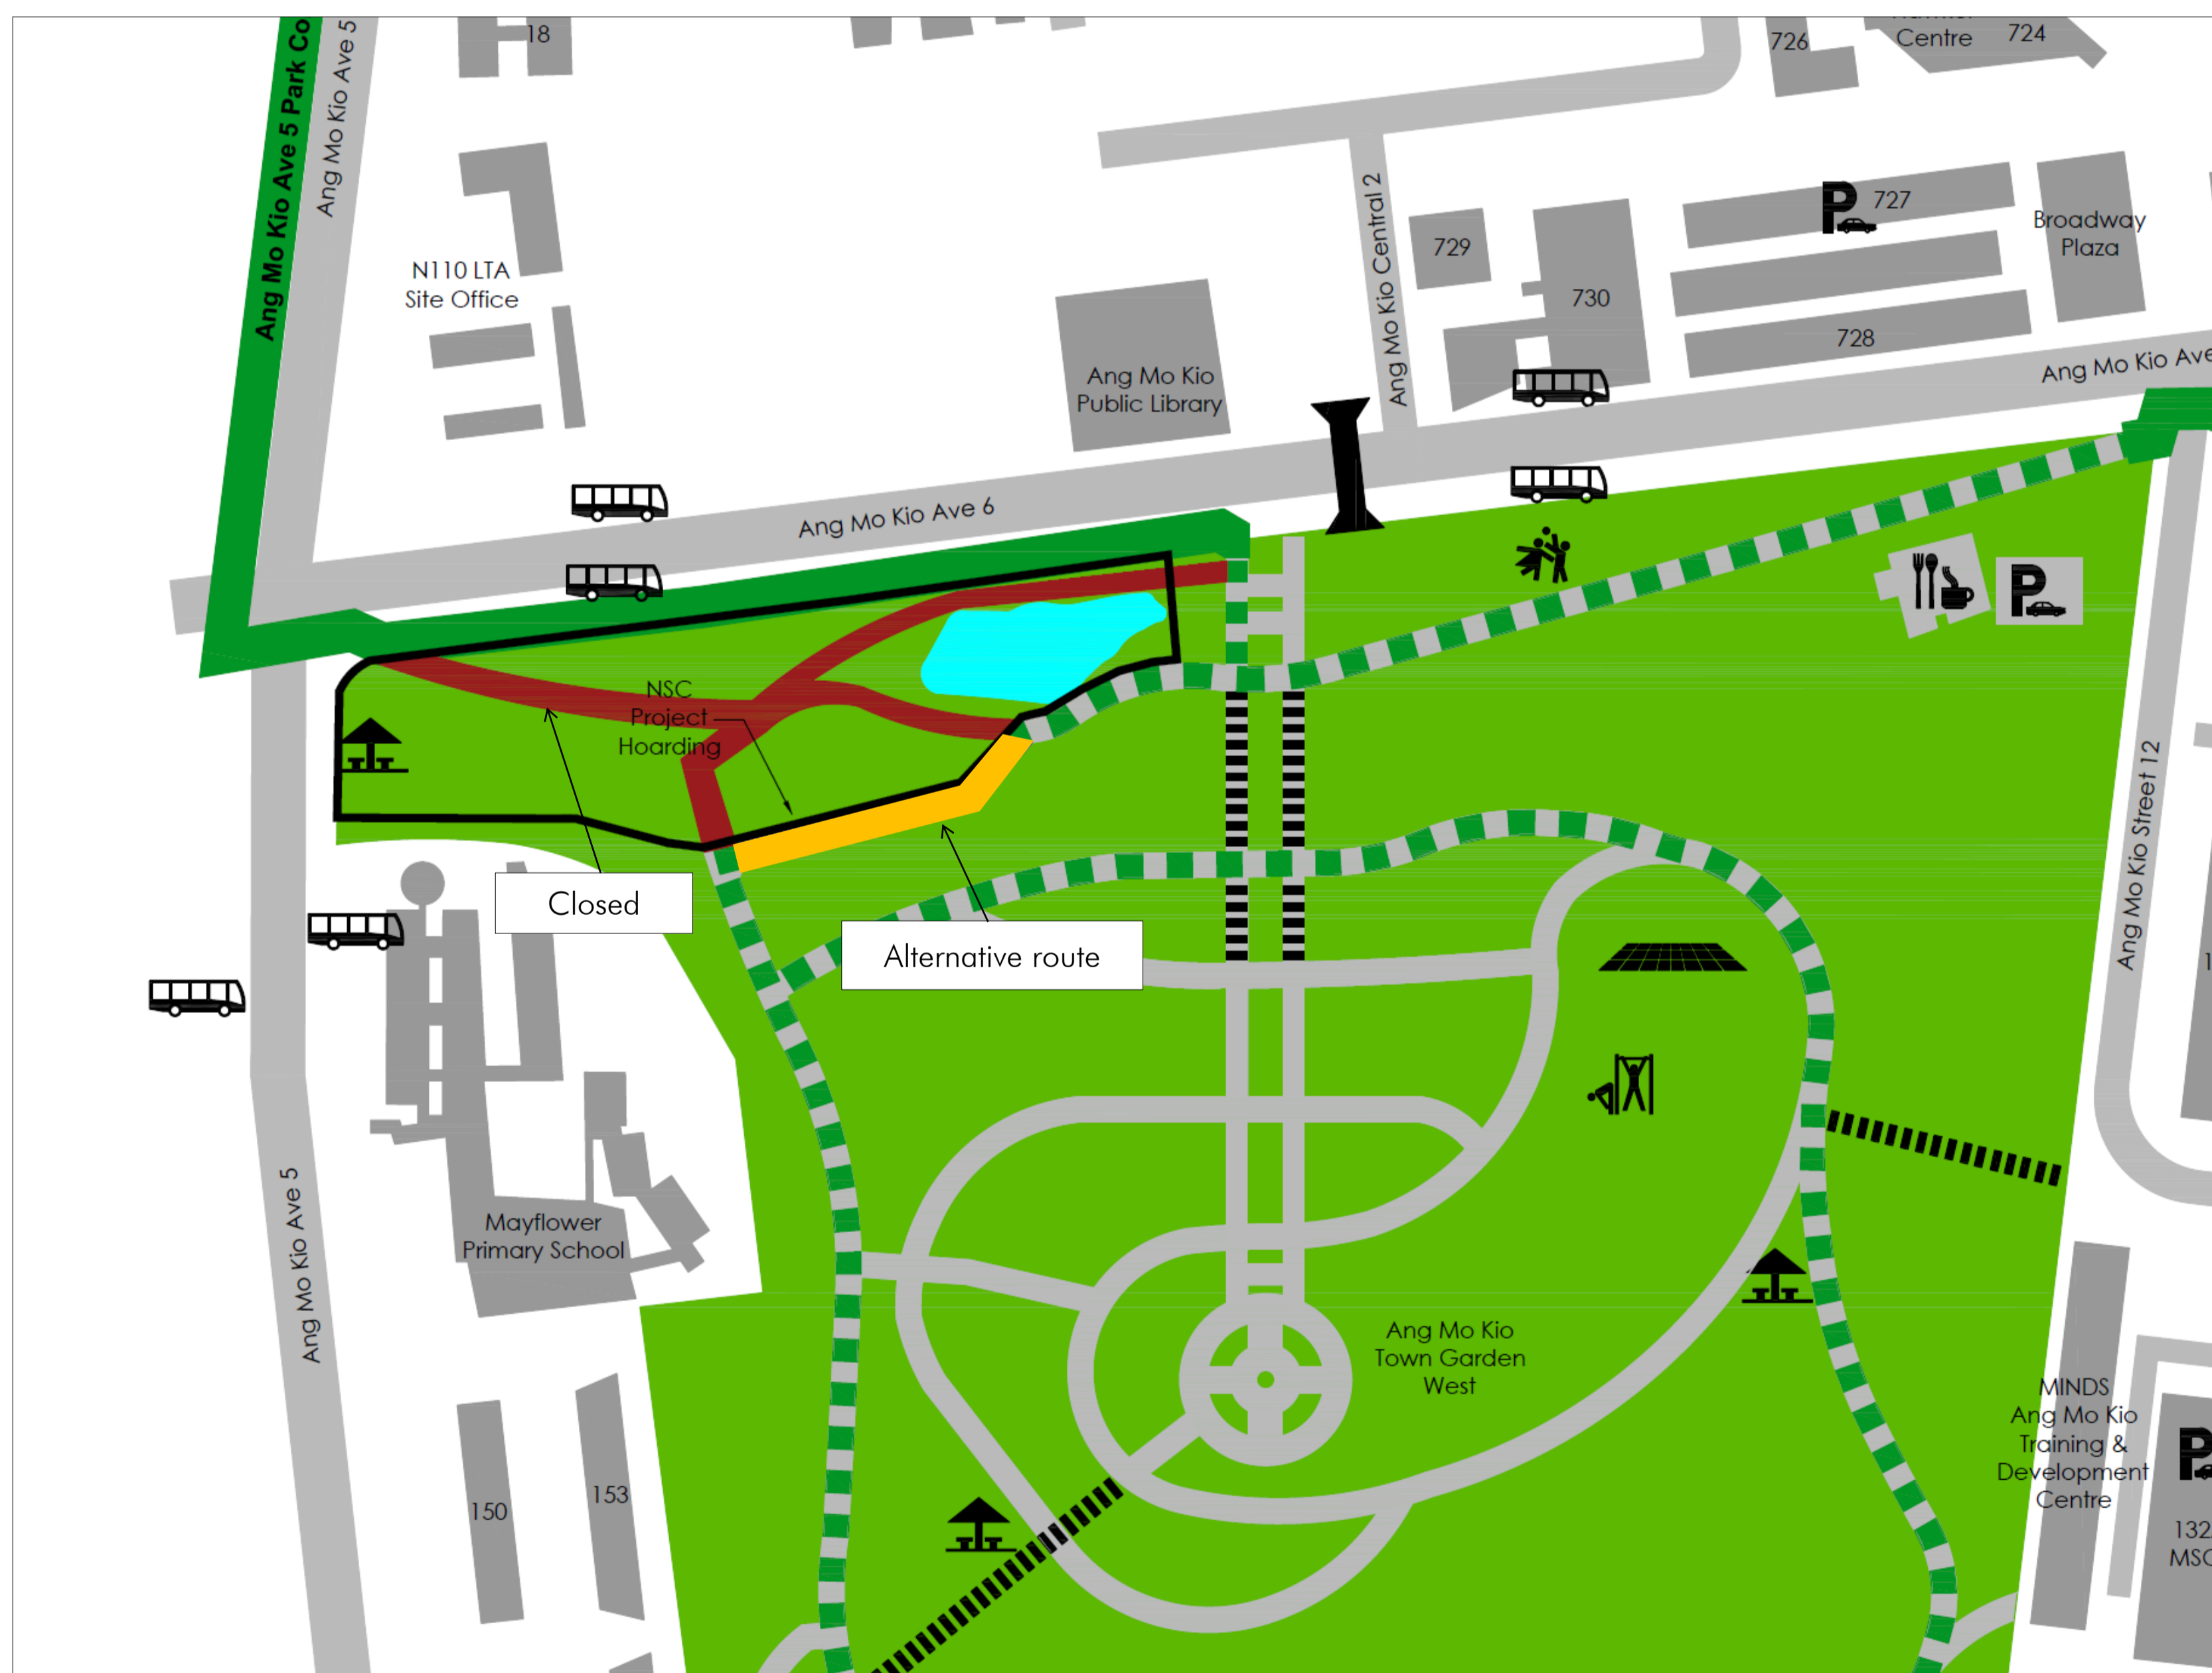 18
726
Centre
724
Ang Mo Kio Ave 5 Park Co
Ang Mo Kio Ave 5
N110 LTA
Site Office
Ang Mo Kio Central 2
729
730
P
727
728
Broadway
Plaza
Ang Mo Kio Ave
Ang Mo Kio
Public Library
Ang Mo Kio Ave 6
P
NSC
Project
Hoarding
Closed
Alternative route
Ang Mo Kio Street 12
1
Mayflower
Primary School
Ang Mo Kio Ave 5
Ang Mo Kio
Town Garden
West
MINDS
Ang Mo Kio
Training &
Development
Centre
P
150
153
132
MSC